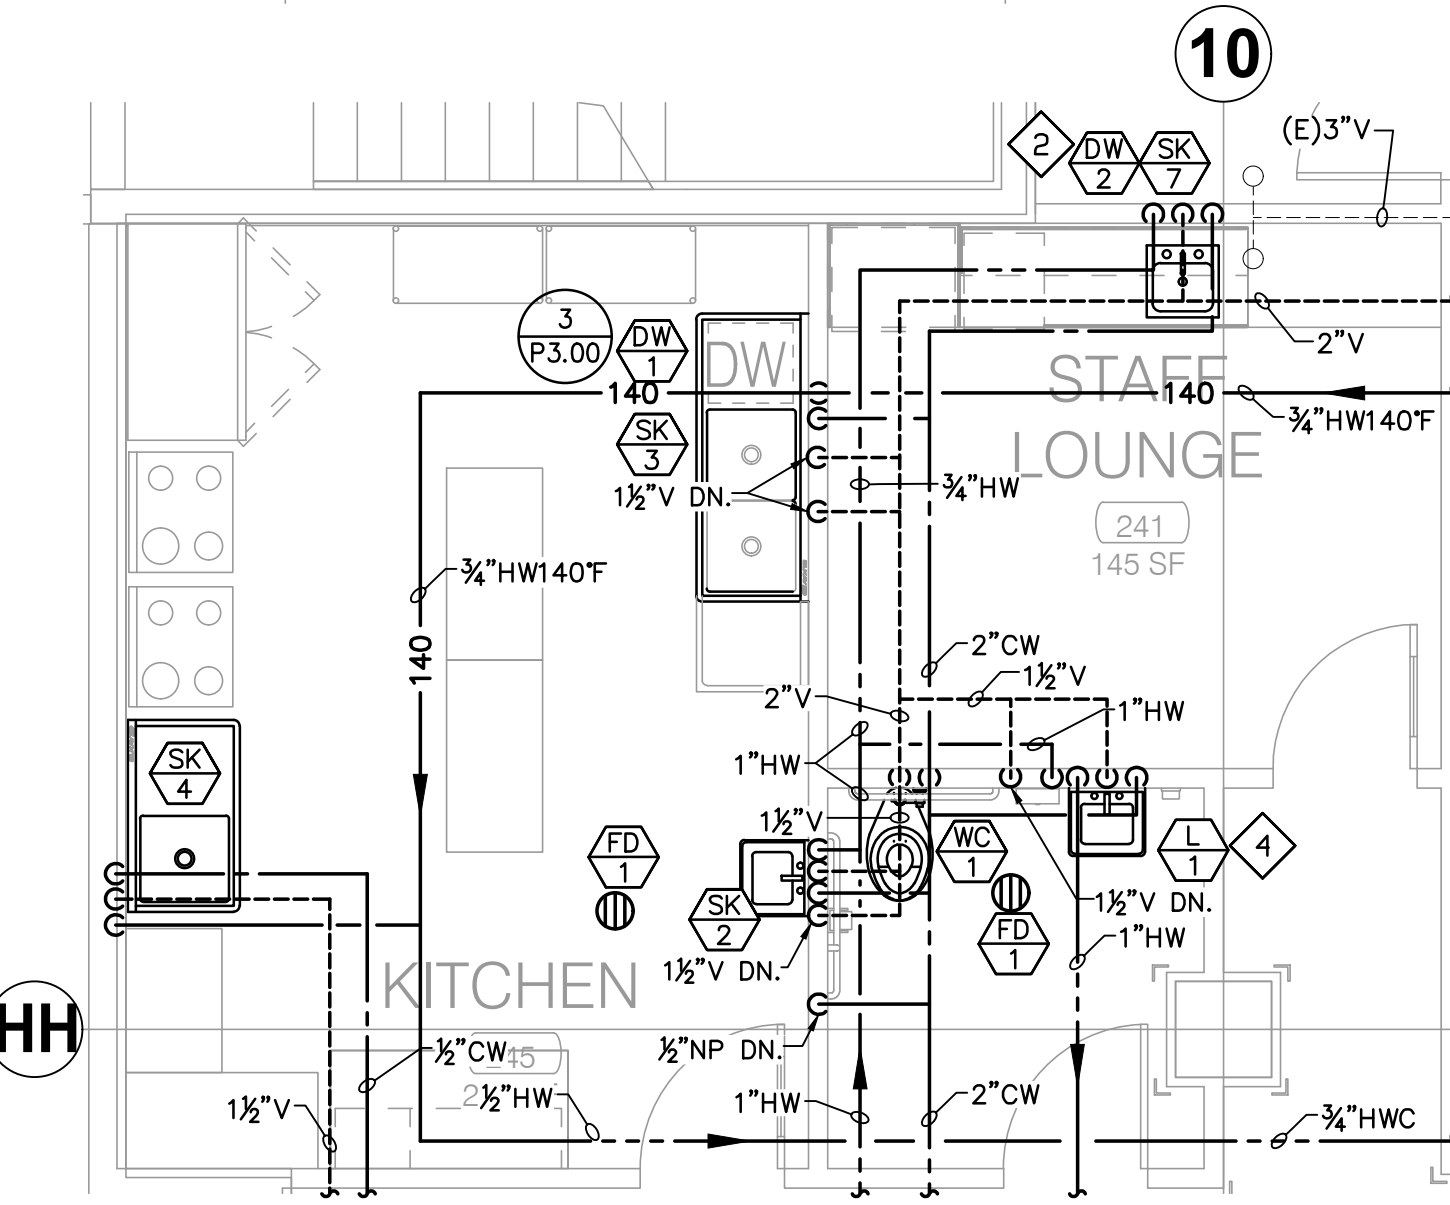 10
(E)3"V
2
DW
2
SK
7
3
P3.00
DW
1
DW
2"V
STAFF
LOUNGE
140
140
¾"HW140°F
SK
3
1½"V DN.
¾"HW
241
145 SF
¾"HW140°F
140
2"CW
1½"V
2"V
1"HW
1"HW
SK
4
1½"V
FD
1
WC
1
L
1
4
SK
2
1½"V DN.
FD
1
1"HW
1½"V DN.
KITCHEN
HH
½"CW
45
2
½"NP DN.
1½"V
½"HW
1"HW
2"CW
¾"HWC